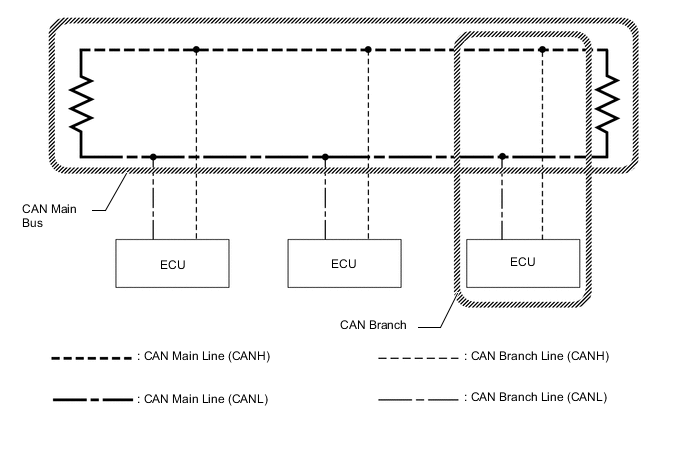 CAN Main
Bus
ECU
ECU
ECU
CAN Branch
: CAN Main Line (CANH)
: CAN Branch Line (CANH)
: CAN Main Line (CANL)
: CAN Branch Line (CANL)